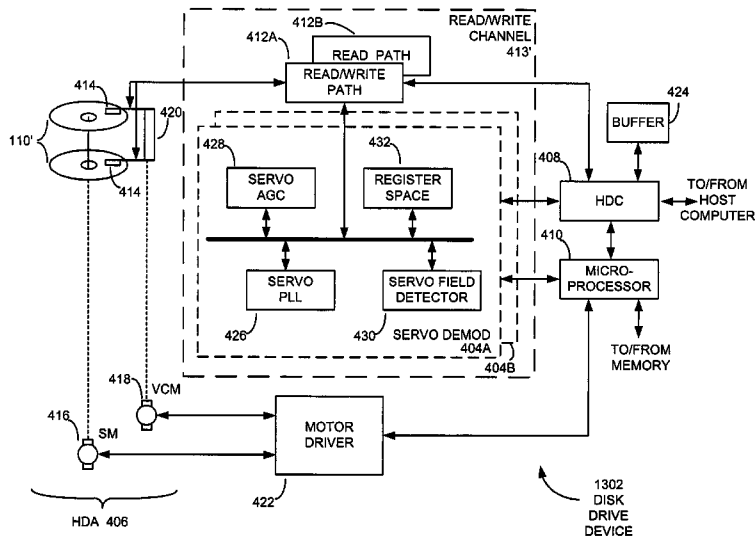 412B
412A
READ PATH
READ/WRITE
PATH
READ/WRITE
CHANNEL
413'
414
420
110'
414
424
BUFFER
428
SERVO
AGC
432
REGISTER
SPACE
408
HDC
TO/FROM
HOST
COMPUTER
410
MICRO-
PROCESSOR
SERVO
PLL
426
SERVO FIELD
DETECTOR
430
SERVO DEMOD
404A
404B
TO/FROM
MEMORY
418
VCM
416
SM
MOTOR
DRIVER
422
HDA 406
1302
DISK
DRIVE
DEVICE